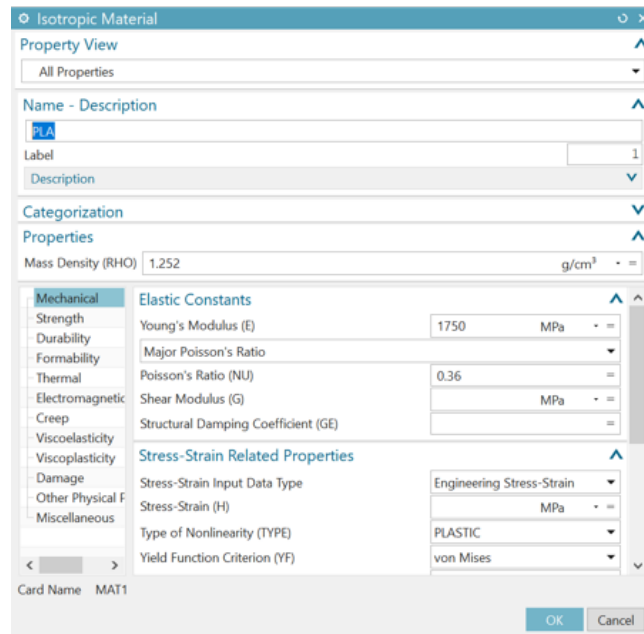 Isotropic Material
Property View
All Properties
Name - Description
PLA
Label 1
Description
Categorization
Properties
Mass Density (RHO) 1.252 g/cm³ =
Mechanical
Strength
Durability
Formability
Thermal
Electromagnetic
Creep
Viscoelasticity
Viscoplasticity
Damage
Other Physical P
Miscellaneous
Elastic Constants
Young's Modulus (E) 1750 MPa =
Major Poisson's Ratio
Poisson's Ratio (NU) 0.36 =
Shear Modulus (G) MPa =
Structural Damping Coefficient (GE) =
Stress-Strain Related Properties
Stress-Strain Input Data Type Engineering Stress-Strain
Stress-Strain (H) MPa =
Type of Nonlinearity (TYPE) PLASTIC
Yield Function Criterion (YF) von Mises
Card Name MAT1
OK Cancel